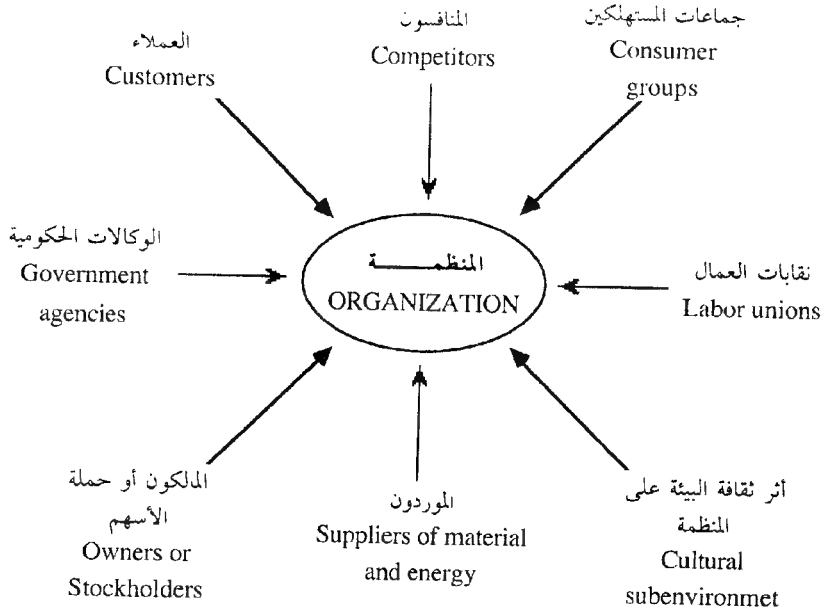 العملاء
Customers
المنافسون
Competitors
جماعات المستهلكين
Consumer
groups
الوكالات الحكومية
Government
agencies
المنظمــــــــة
ORGANIZATION
نقابات العمال
Labor unions
المالكون أو حملة
الأسهم
Owners or
Stockholders
الموردون
Suppliers of material
and energy
أثر ثقافة البيئة على
المنظمة
Cultural
subenvironmet